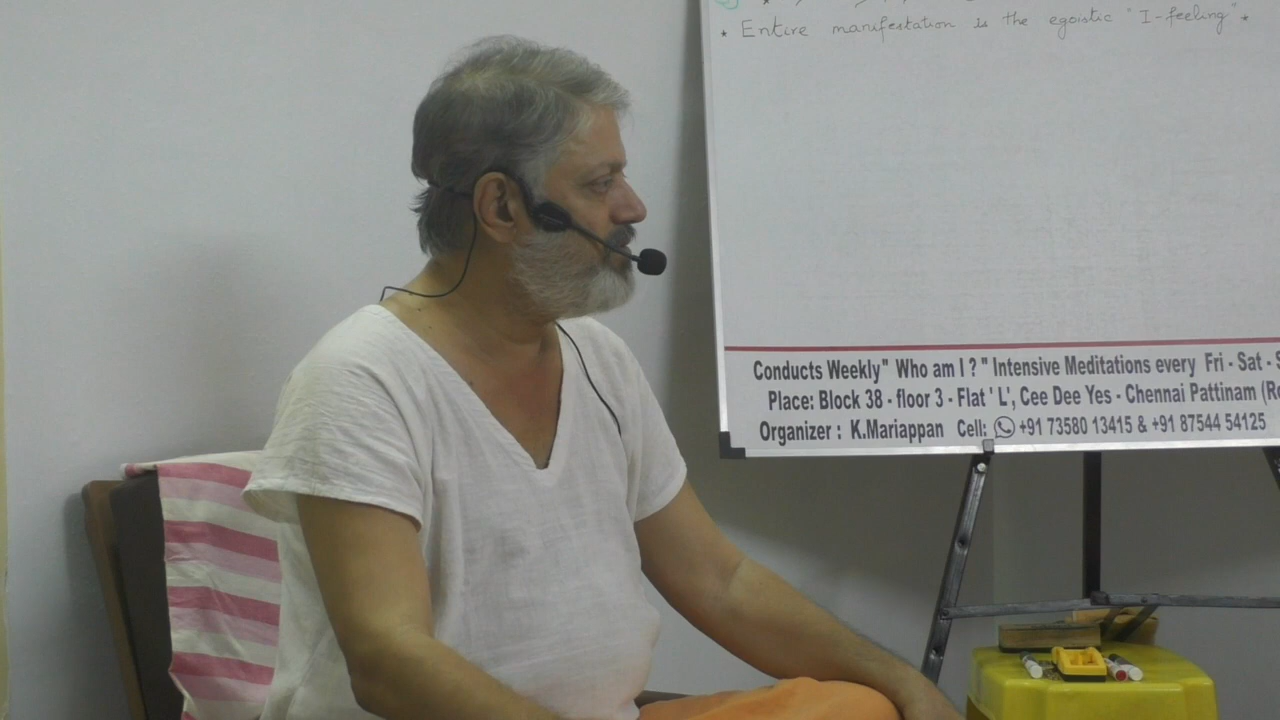 * Entire manifestation is the egoistic "I-feeling" *
Conducts Weekly" Who am I ? " Intensive Meditations every Fri - Sat -
Place: Block 38 - floor 3 - Flat ' L', Cee Dee Yes - Chennai Pattinam
Organizer : K.Mariappan Cell: +91 73580 13415 & +91 87544 54125